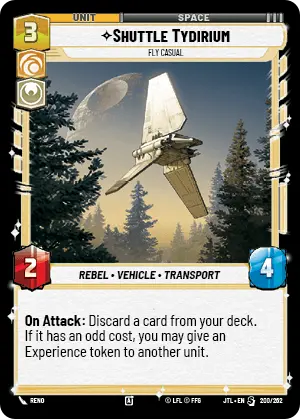 UNIT
SPACE
3
✧SHUTTLE TYDIRIUM
FLY CASUAL
2
4
REBEL • VEHICLE • TRANSPORT
On Attack: Discard a card from your deck.
If it has an odd cost, you may give an
Experience token to another unit.
RENO
© LFL © FFG
JTL • EN
200/262